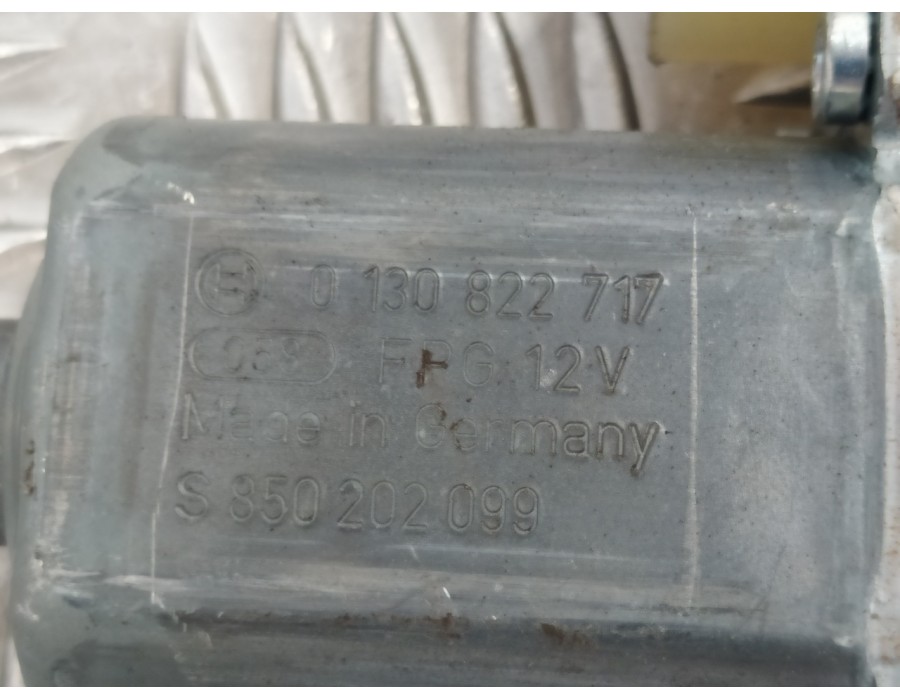 0 130 822 717
FPG 12V
Made in Germany
S 850 202 099